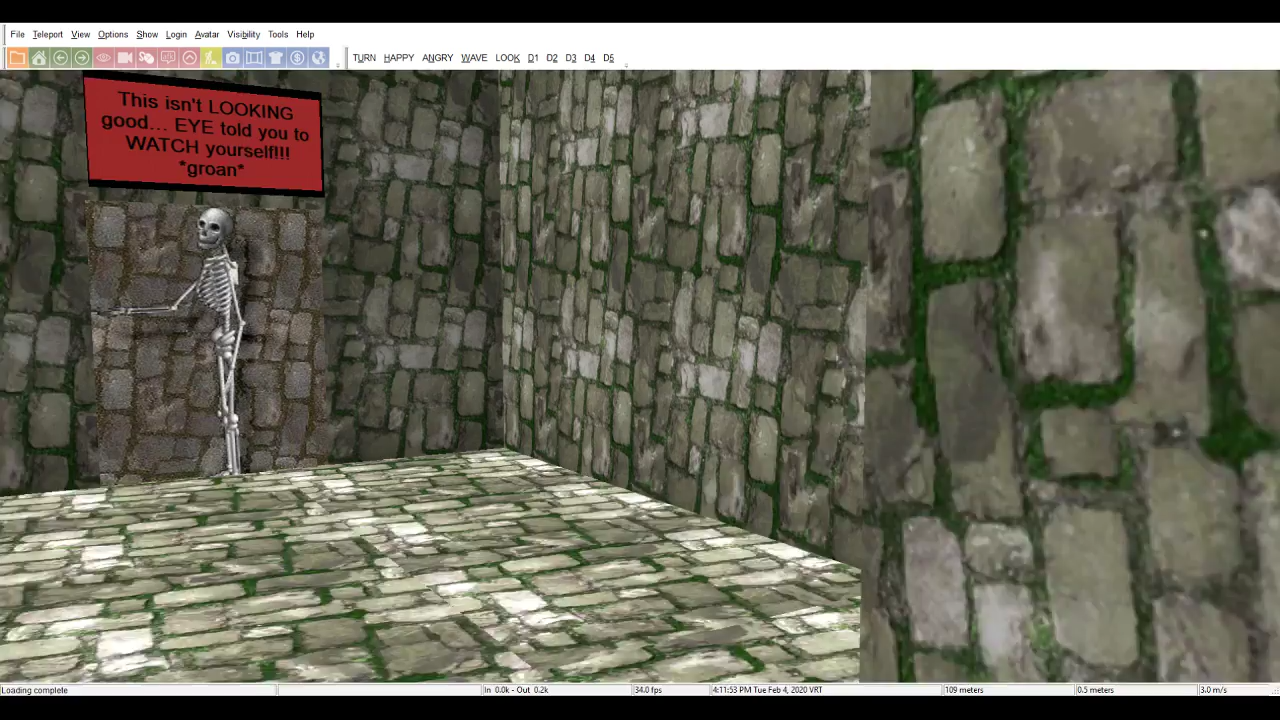 File Teleport View Options Show Login Avatar Visibility Tools Help
TURN HAPPY ANGRY WAVE LOOK D1 D2 D3 D4 D5
This isn't LOOKING
good... EYE told you to
WATCH yourself!!!
*groan*
Loading complete In 0.0k - Out 0.2k 34.0 fps 4:11:53 PM Tue Feb 4, 2020 VRT 109 meters 0.5 meters 3.0 m/s